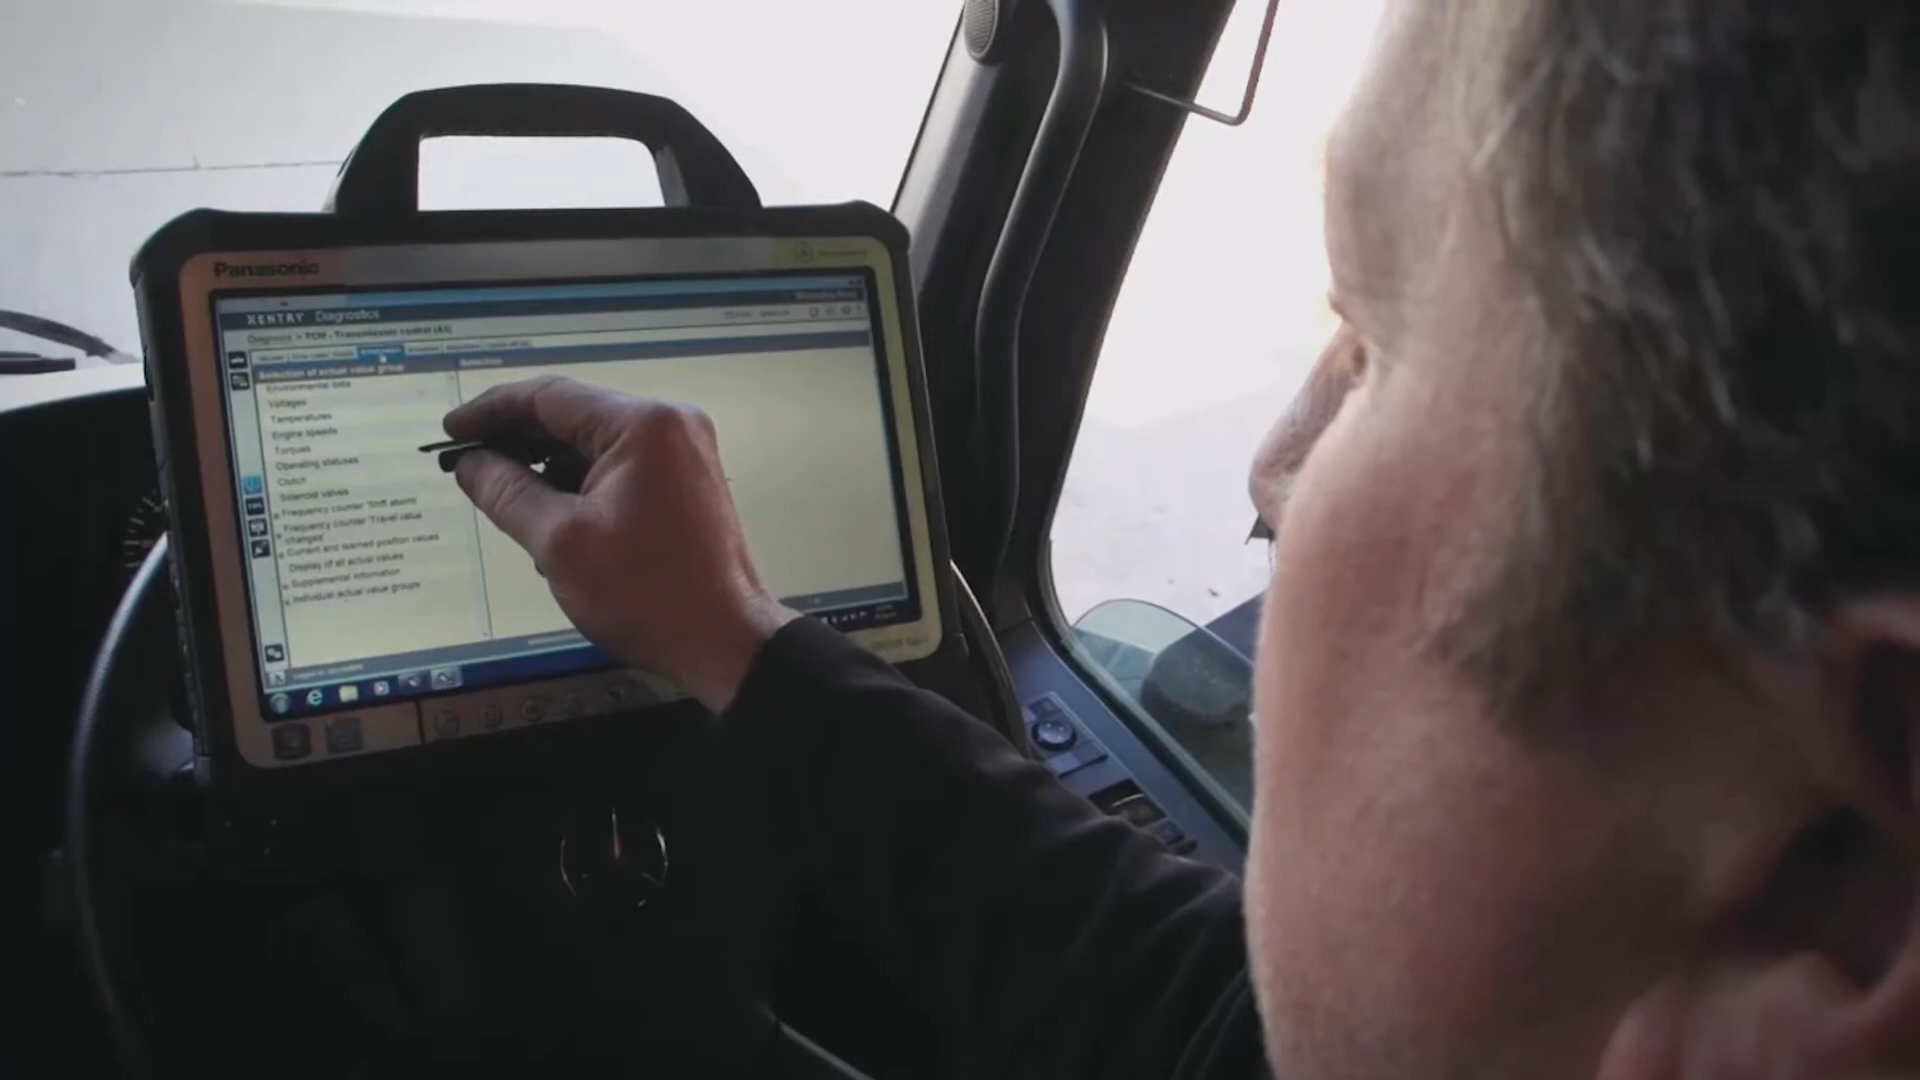 Panasonic
XENTRY Diagnostics
Diagnosis > TCM - Transmission control (A5)
Selection of actual value group
Environmental data
Voltages
Temperatures
Engine speeds
Torques
Operating statuses
Clutch
Solenoid valves
Frequency counter 'Shift aborts'
Frequency counter 'Travel value
changes'
Current and learned position values
Display of all actual values
Supplemental information
Individual actual value groups